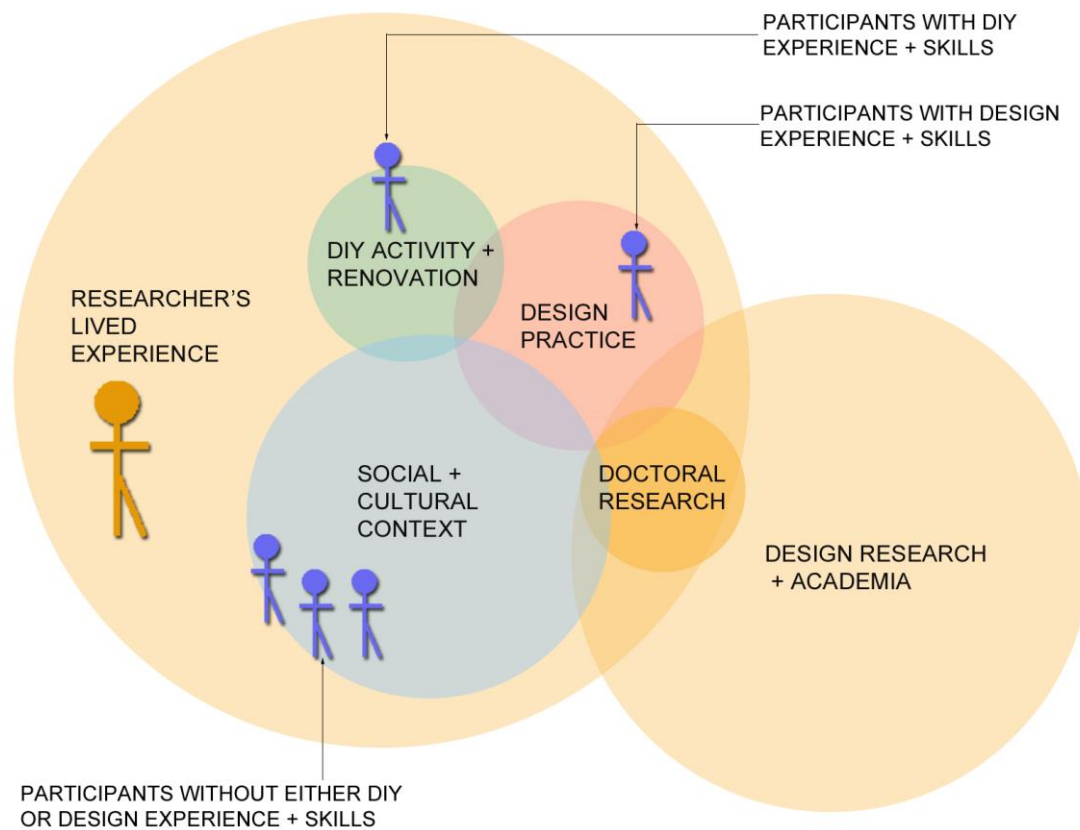 PARTICIPANTS WITH DIY
EXPERIENCE + SKILLS
PARTICIPANTS WITH DESIGN
EXPERIENCE + SKILLS
DIY ACTIVITY +
RENOVATION
RESEARCHER'S
LIVED
EXPERIENCE
DESIGN
PRACTICE
SOCIAL +
CULTURAL
CONTEXT
DOCTORAL
RESEARCH
DESIGN RESEARCH
+ ACADEMIA
PARTICIPANTS WITHOUT EITHER DIY
OR DESIGN EXPERIENCE + SKILLS